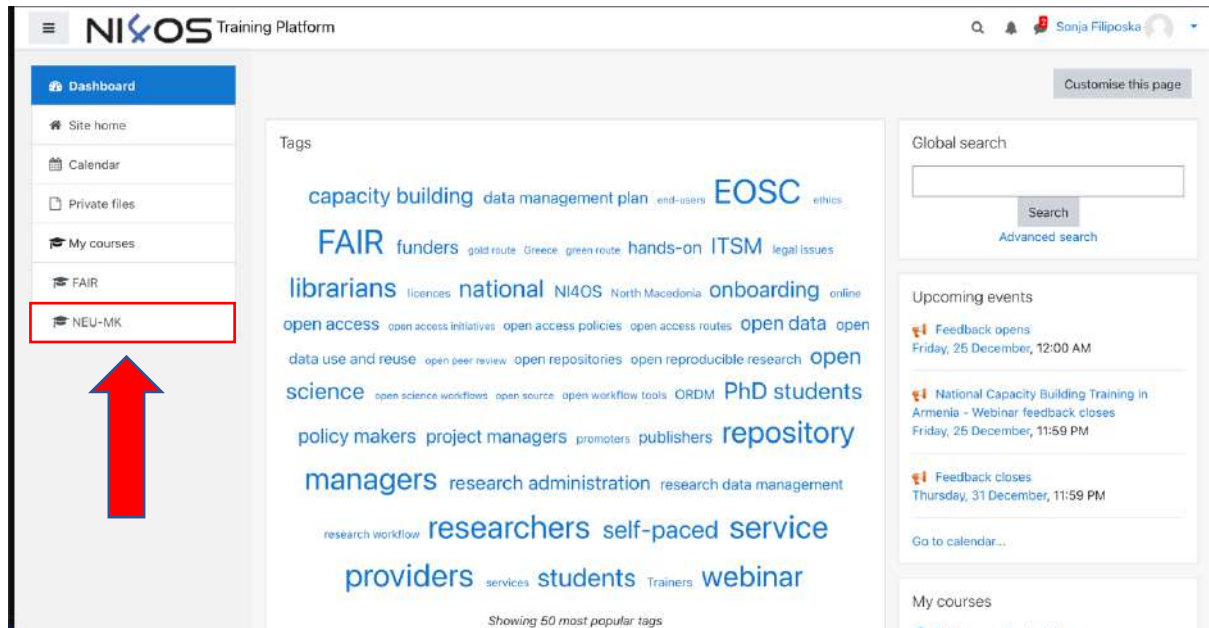 NI4OS Training Platform
2
Sonja Filiposka
Customise this page
Dashboard
Site home
Calendar
Private files
My courses
FAIR
NEU-MK
Tags
capacity building data management plan end-users EOSC ethics
FAIR funders gold route Greece green route hands-on ITSM legal issues
librarians licences national NI4OS North Macedonia onboarding online
open access open access initiatives open access policies open access routes open data open
data use and reuse open peer review open repositories open reproducible research open
science open science workflows open source open workflow tools ORDM PhD students
policy makers project managers promoters publishers repository
managers research administration research data management
research workflow researchers self-paced service
providers services students Trainers webinar
Showing 50 most popular tags
Global search
Search
Advanced search
Upcoming events
Feedback opens
Friday, 25 December, 12:00 AM
National Capacity Building Training in
Armenia - Webinar feedback closes
Friday, 25 December, 11:59 PM
Feedback closes
Thursday, 31 December, 11:59 PM
Go to calendar...
My courses